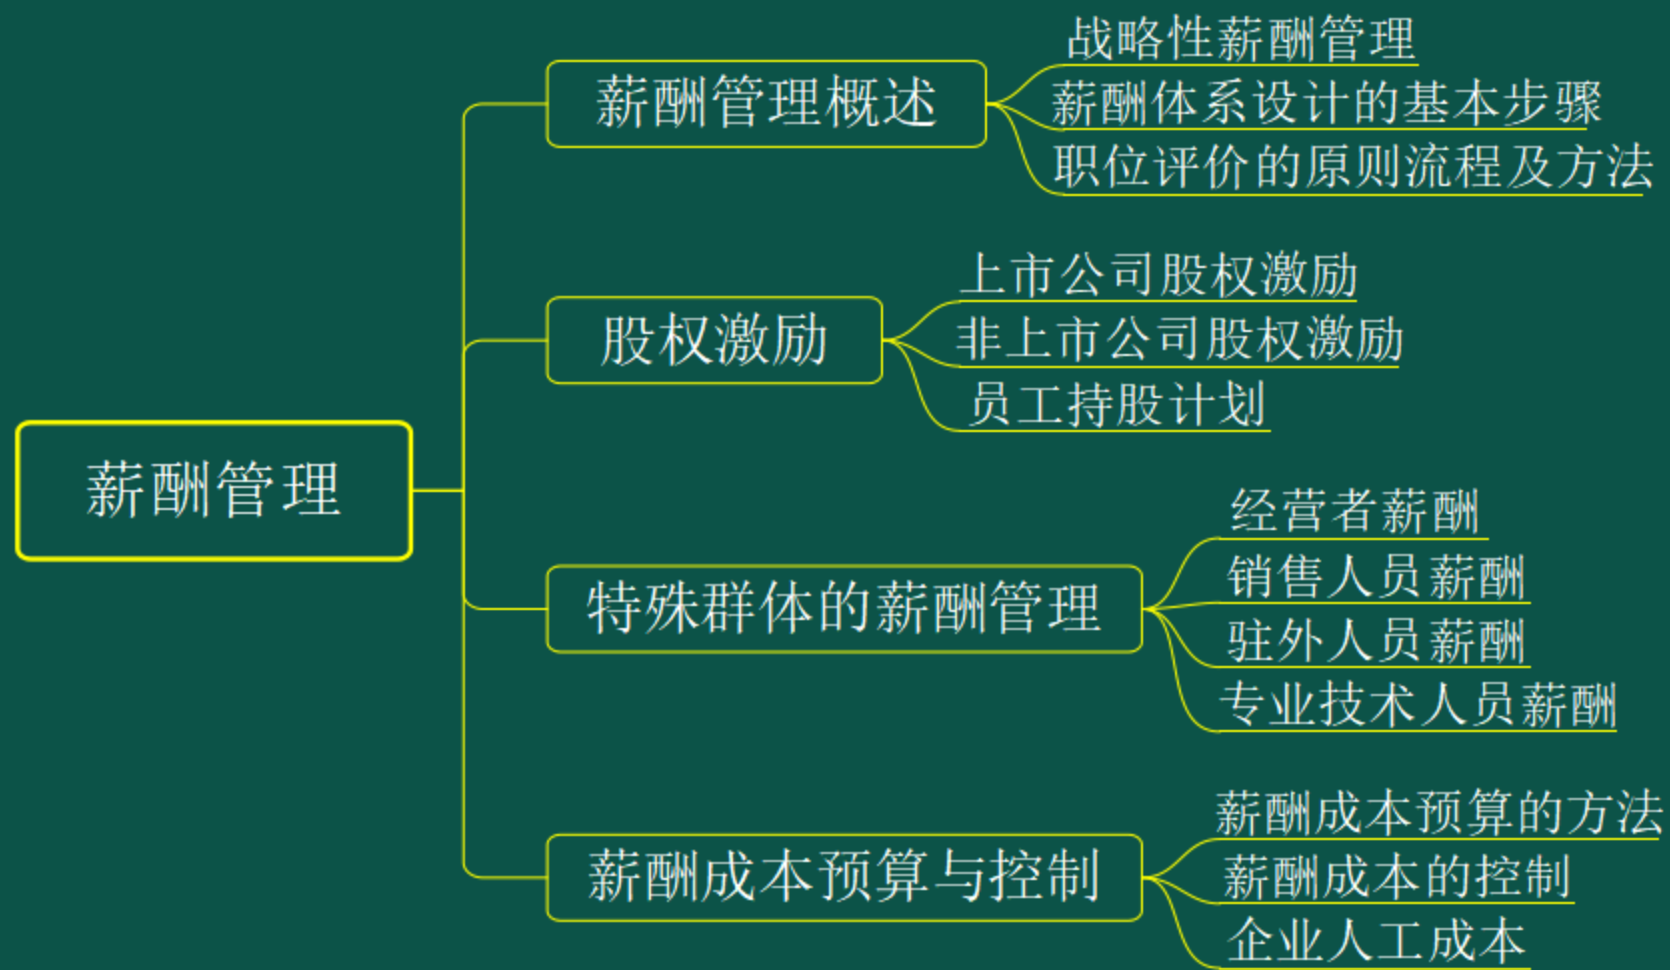 薪酬管理
薪酬管理概述
战略性薪酬管理
薪酬体系设计的基本步骤
职位评价的原则流程及方法
股权激励
上市公司股权激励
非上市公司股权激励
员工持股计划
特殊群体的薪酬管理
经营者薪酬
销售人员薪酬
驻外人员薪酬
专业技术人员薪酬
薪酬成本预算与控制
薪酬成本预算的方法
薪酬成本的控制
企业人工成本